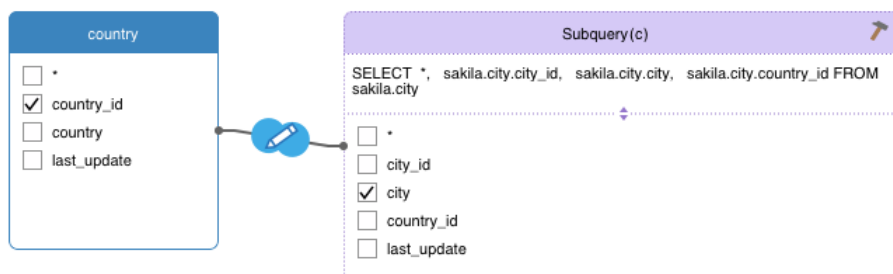 country
*
country_id
country
last_update
Subquery(c)
SELECT *, sakila.city.city_id, sakila.city.city, sakila.city.country_id FROM
sakila.city
*
city_id
city
country_id
last_update